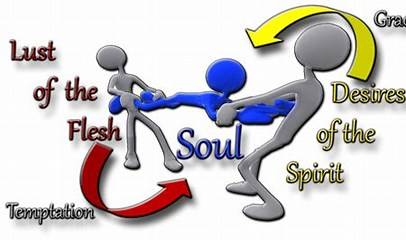 Lust
of the
Flesh
Temptation
Soul
Desires
of the
Spirit